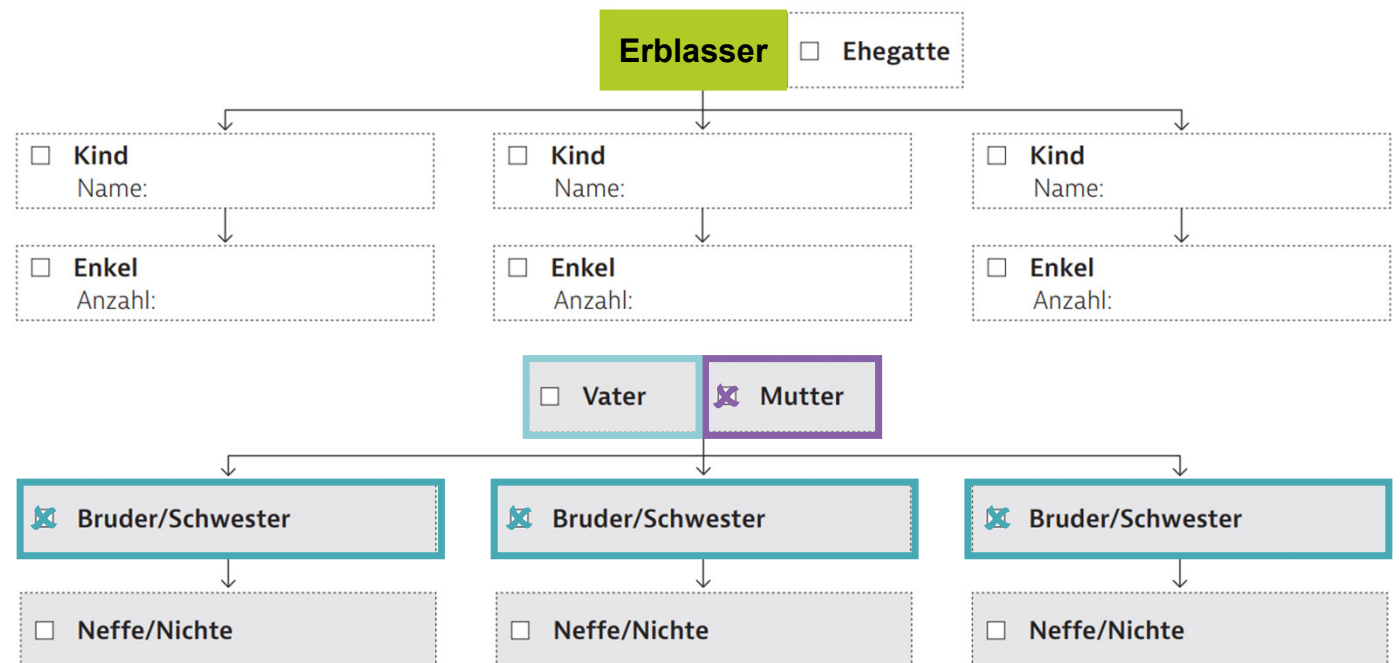 Erblasser
Ehegatte
Kind
Name:
Kind
Name:
Kind
Name:
Enkel
Anzahl:
Enkel
Anzahl:
Enkel
Anzahl:
Vater
Mutter
Bruder/Schwester
Bruder/Schwester
Bruder/Schwester
Neffe/Nichte
Neffe/Nichte
Neffe/Nichte